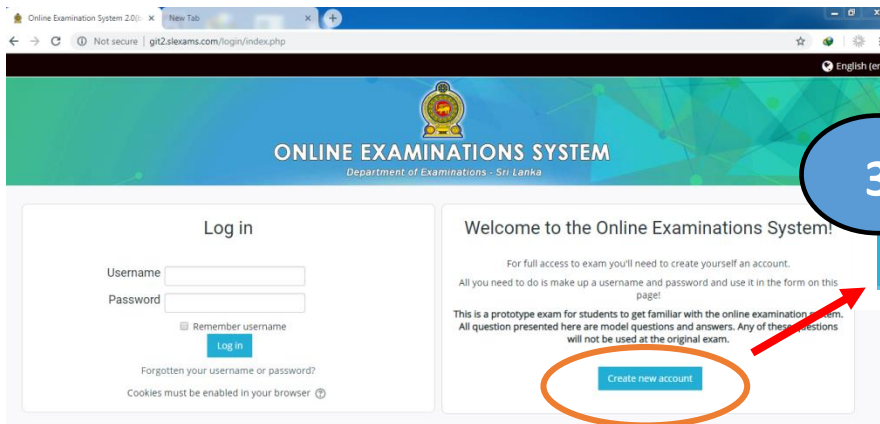 Online Examination System 2.0(b
New Tab
Not secure | git2.slexams.com/login/index.php
English (en
ONLINE EXAMINATIONS SYSTEM
Department of Examinations - Sri Lanka
3
Log in
Username
Password
Remember username
Log in
Forgotten your username or password?
Cookies must be enabled in your browser
Welcome to the Online Examinations System!
For full access to exam you'll need to create yourself an account.
All you need to do is make up a username and password and use it in the form on this
page!
This is a prototype exam for students to get familiar with the online examination system.
All question presented here are model questions and answers. Any of these questions
will not be used at the original exam.
Create new account